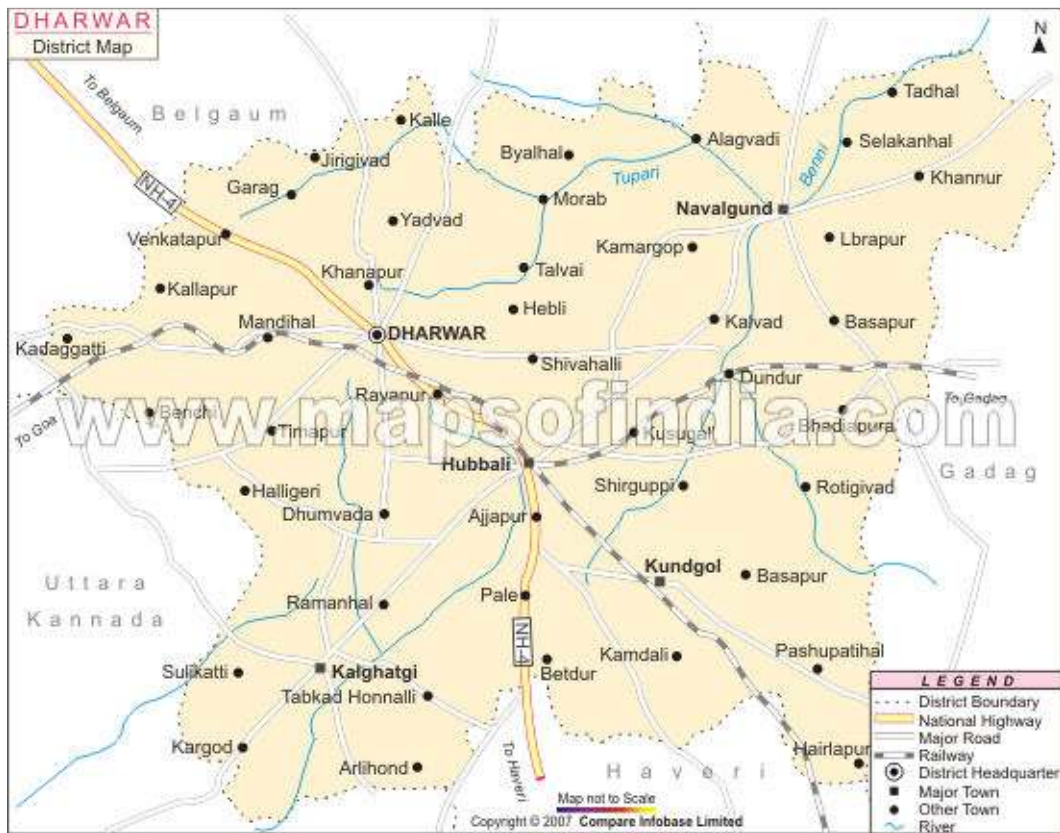 DHARWAR
District Map
N
To Belgaum
Belgaum
Kalle
Tadhal
Jirigivad
Byalhal
Alagvadi
Selakanhal
Benni
NH-4
Garag
Tupari
Khannur
Morab
Navalgund
Yadvad
Venkatapur
Kamargop
Lbrapur
Khanapur
Talvai
Kallapur
Hebli
Mandihal
DHARWAR
Kalvad
Basapur
Kadaggatti
Shivahalli
Dundur
Rayapur
To Gadag
www.mapsofindia.com
Benchi
To Goa
Timapur
Kusugall
Bhadrapura
Hubbali
Gadag
Halligeri
Shirguppi
Rotigivad
Dhumvada
Ajjapur
Kundgol
Uttara
Kannada
Basapur
Ramanhal
Pale
NH-4
Sulikatti
Kalghatgi
Betdur
Kamdali
Pashupatihal
Tabkad Honnalli
Kargod
To Haveri
Haveri
Hairlapur
Arlihond
LEGEND
District Boundary
National Highway
Major Road
Railway
District Headquarter
Major Town
Other Town
River
Map not to Scale
Copyright © 2007 Compare Infobase Limited